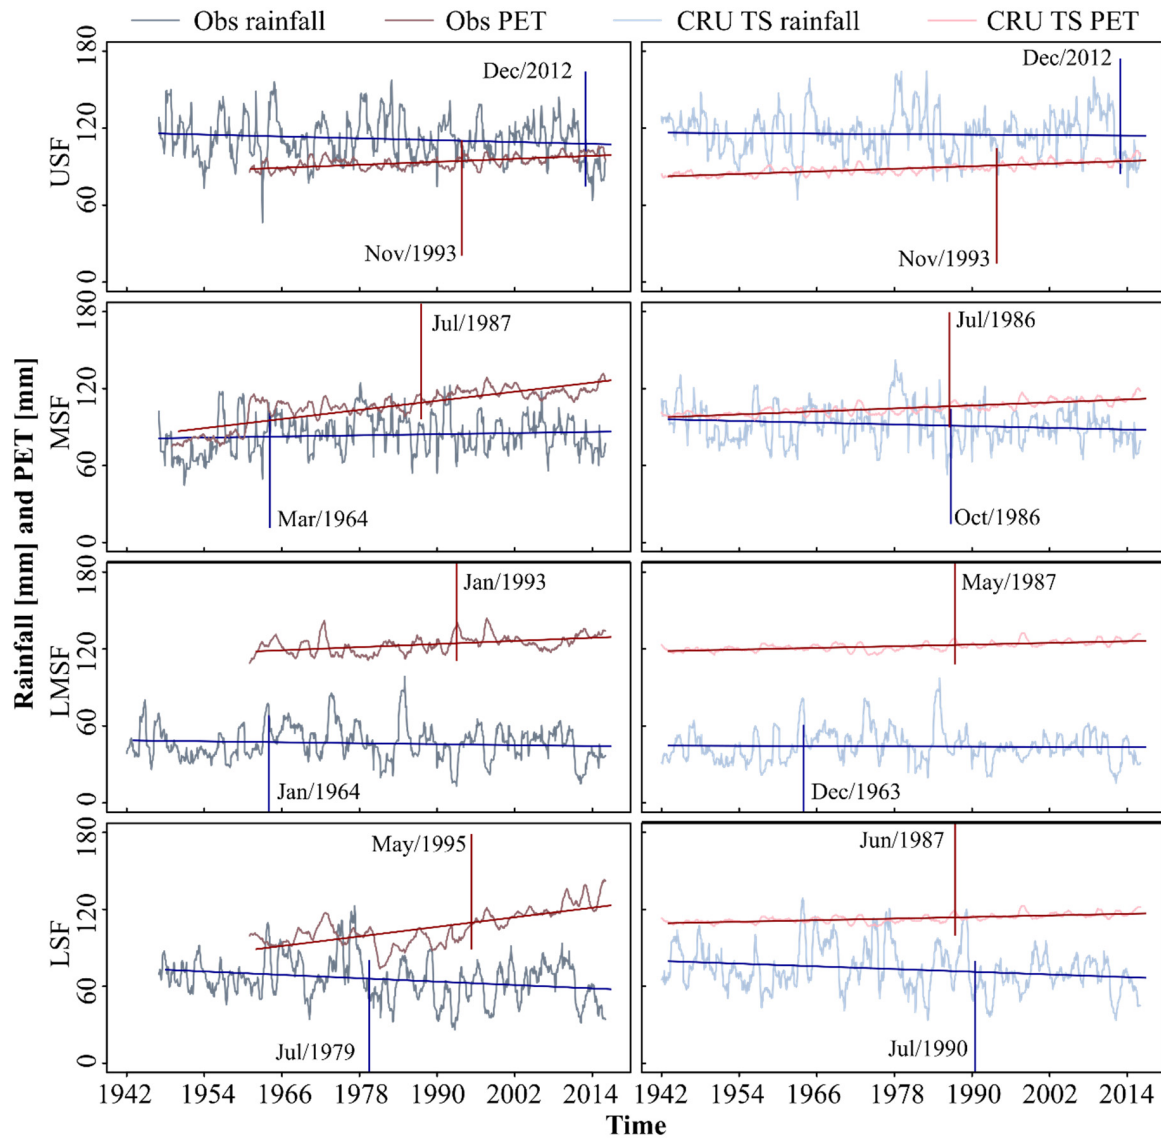 Obs rainfall Obs PET CRU TS rainfall CRU TS PET
Rainfall [mm] and PET [mm]
USF
180
120
60
0
Dec/2012
Nov/1993
Dec/2012
Nov/1993
MSF
180
120
60
0
Jul/1987
Mar/1964
Jul/1986
Oct/1986
LMSF
180
120
60
0
Jan/1993
Jan/1964
May/1987
Dec/1963
LSF
180
120
60
0
May/1995
Jul/1979
Jun/1987
Jul/1990
1942 1954 1966 1978 1990 2002 2014 1942 1954 1966 1978 1990 2002 2014
Time